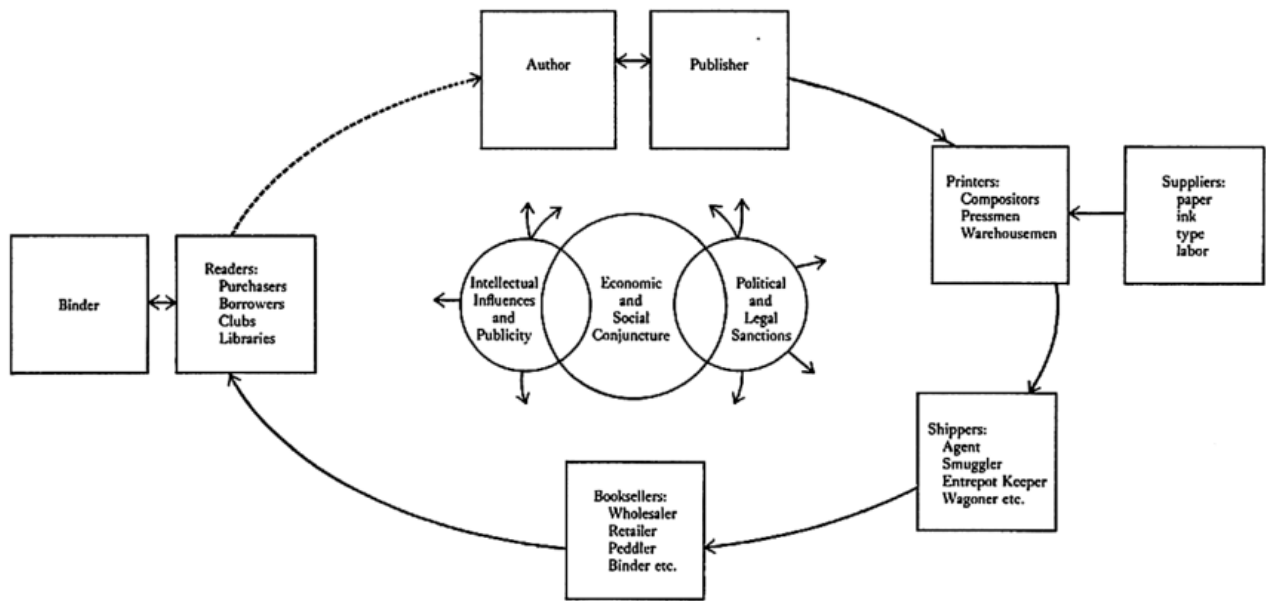 Author
Publisher
Printers:
Compositors
Pressmen
Warehousemen
Suppliers:
paper
ink
type
labor
Binder
Readers:
Purchasers
Borrowers
Clubs
Libraries
Intellectual
Influences
and
Publicity
Economic
and
Social
Conjuncture
Political
and
Legal
Sanctions
Shippers:
Agent
Smuggler
Entrepot Keeper
Wagoner etc.
Booksellers:
Wholesaler
Retailer
Peddler
Binder etc.